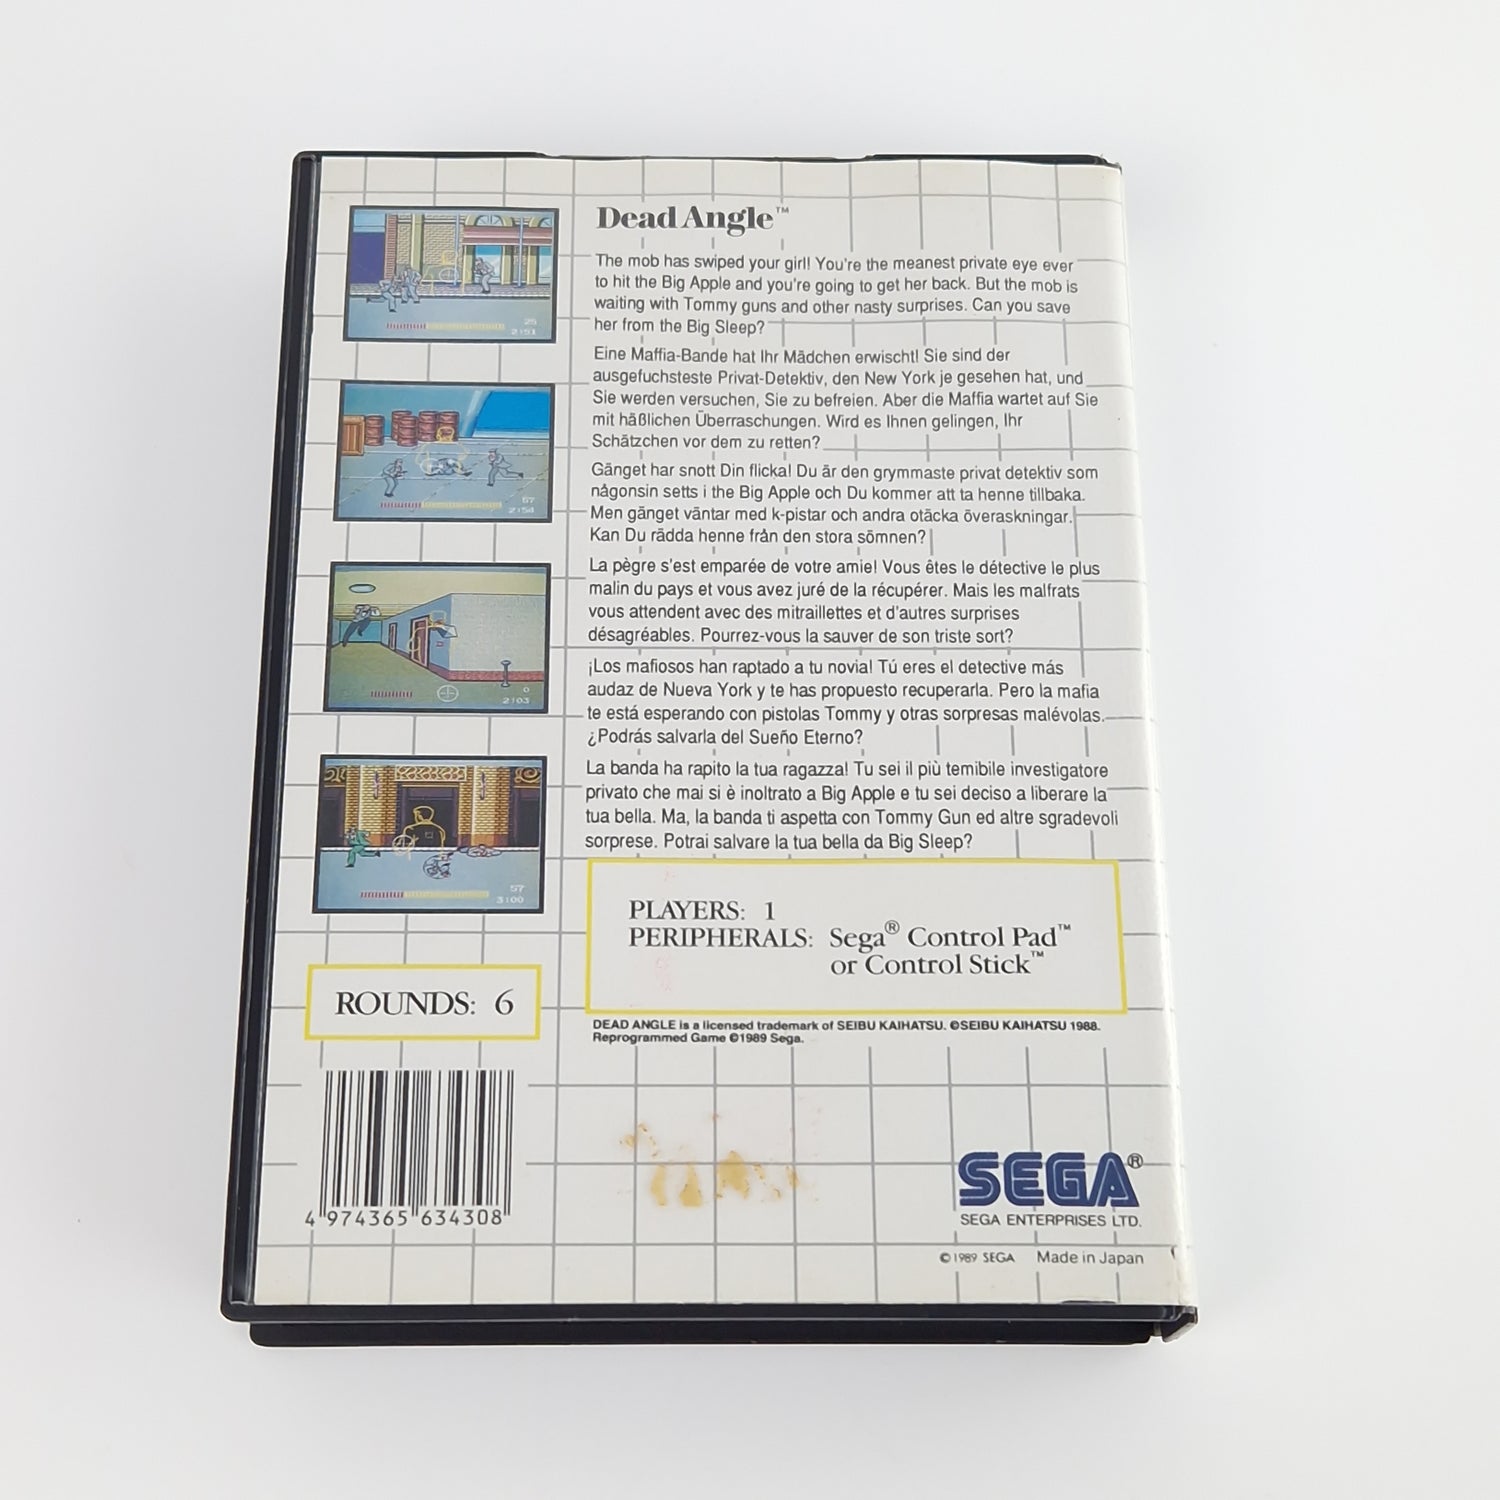 Dead Angle™
The mob has swiped your girl! You're the meanest private eye ever
to hit the Big Apple and you're going to get her back. But the mob is
waiting with Tommy guns and other nasty surprises. Can you save
her from the Big Sleep?
Eine Maffia-Bande hat Ihr Mädchen erwischt! Sie sind der
ausgefuchsteste Privat-Detektiv, den New York je gesehen hat, und
Sie werden versuchen, Sie zu befreien. Aber die Maffia wartet auf Sie
mit häßlichen Überraschungen. Wird es Ihnen gelingen, Ihr
Schätzchen vor dem zu retten?
Gänget har snott Din flicka! Du är den grymmaste privat detektiv som
någonsin setts i the Big Apple och Du kommer att ta henne tillbaka.
Men gänget väntar med k-pistar och andra otäcka överaskningar.
Kan Du rädda henne från den stora sömnen?
La pègre s'est emparée de votre amie! Vous êtes le détective le plus
malin du pays et vous avez juré de la récupérer. Mais les malfrats
vous attendent avec des mitraillettes et d'autres surprises
désagréables. Pourrez-vous la sauver de son triste sort?
¡Los mafiosos han raptado a tu novia! Tú eres el detective más
audaz de Nueva York y te has propuesto recuperarla. Pero la mafia
te está esperando con pistolas Tommy y otras sorpresas malévolas.
¿Podrás salvarla del Sueño Eterno?
La banda ha rapito la tua ragazza! Tu sei il più temibile investigatore
privato che mai si è inoltrato a Big Apple e tu sei deciso a liberare la
tua bella. Ma, la banda ti aspetta con Tommy Gun ed altre sgradevoli
sorprese. Potrai salvare la tua bella da Big Sleep?
25
2:51
57
2:54
0
2:03
57
3:00
PLAYERS: 1
PERIPHERALS: Sega® Control Pad™
or Control Stick™
ROUNDS: 6
DEAD ANGLE is a licensed trademark of SEIBU KAIHATSU. ©SEIBU KAIHATSU 1988.
Reprogrammed Game ©1989 Sega.
4 974365 634308
SEGA®
SEGA ENTERPRISES LTD.
©1989 SEGA Made in Japan